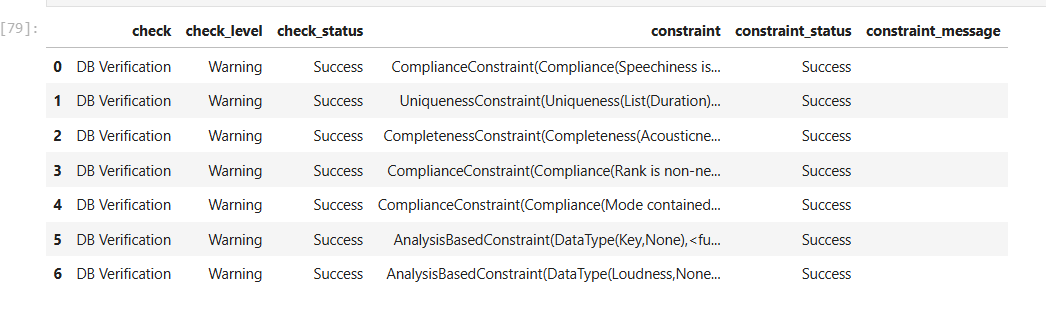 [79]:
check check_level check_status constraint constraint_status constraint_message
0 DB Verification Warning Success ComplianceConstraint(Compliance(Speechiness is... Success
1 DB Verification Warning Success UniquenessConstraint(Uniqueness(List(Duration)... Success
2 DB Verification Warning Success CompletenessConstraint(Completeness(Acousticne... Success
3 DB Verification Warning Success ComplianceConstraint(Compliance(Rank is non-ne... Success
4 DB Verification Warning Success ComplianceConstraint(Compliance(Mode contained... Success
5 DB Verification Warning Success AnalysisBasedConstraint(DataType(Key,None),<fu... Success
6 DB Verification Warning Success AnalysisBasedConstraint(DataType(Loudness,None... Success